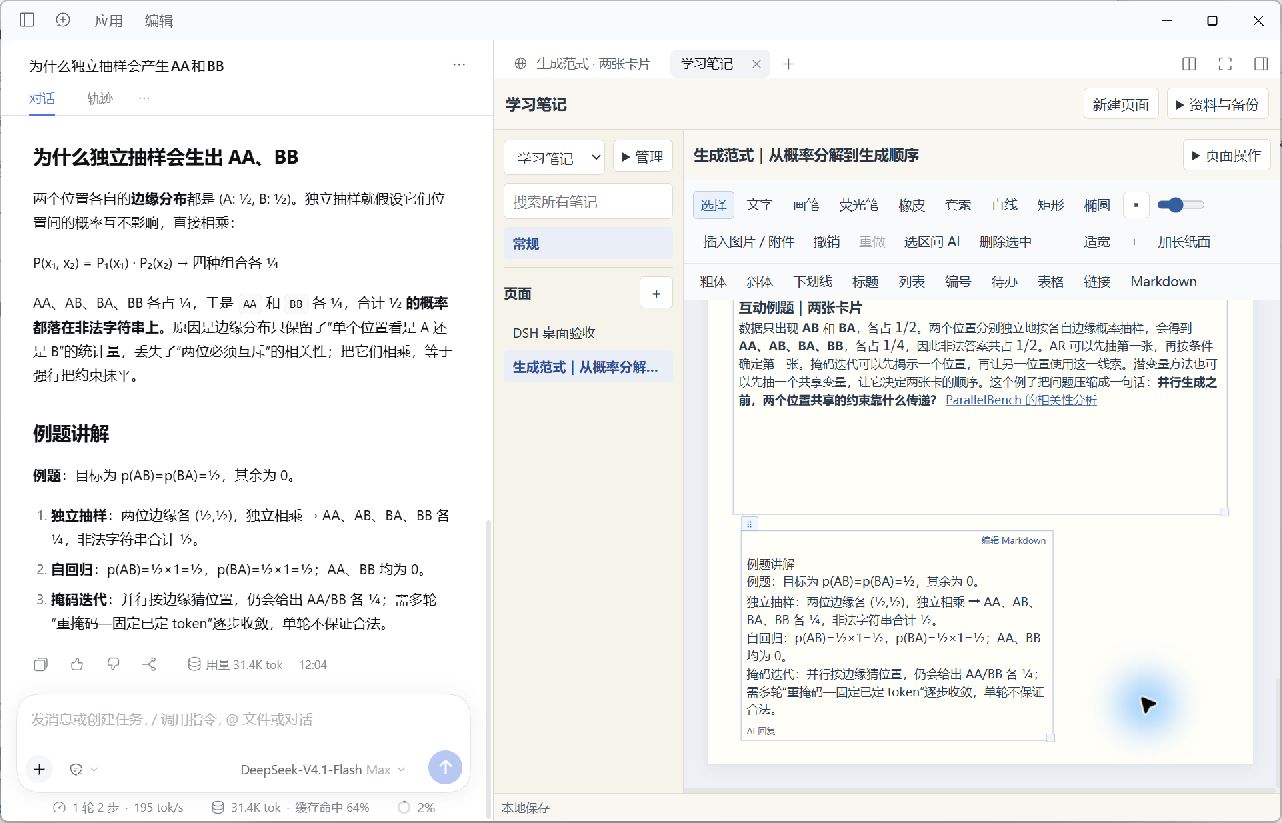 应用 编辑
为什么独立抽样会产生AA和BB
···
对话 轨迹 ···
为什么独立抽样会生出 AA、BB
两个位置各自的边缘分布都是 (A: ½, B: ½)。独立抽样就假设它们位
置间的概率互不影响，直接相乘：
P(x₁, x₂) = P₁(x₁) · P₂(x₂) → 四种组合各 ¼
AA、AB、BA、BB 各占 ¼，于是 AA 和 BB 各 ¼，合计 ½ 的概率
都落在非法字符串上。原因是边缘分布只保留了"单个位置看是 A 还
是 B"的统计量，丢失了"两位必须互斥"的相关性；把它们相乘，等于
强行把约束抹平。
例题讲解
例题：目标为 p(AB)=p(BA)=½，其余为 0。
1. 独立抽样：两位边缘各 (½,½)，独立相乘 → AA、AB、BA、BB 各
¼，非法字符串合计 ½。
2. 自回归：p(AB)=½×1=½，p(BA)=½×1=½；AA、BB 均为 0。
3. 掩码迭代：并行按边缘猜位置，仍会给出 AA/BB 各 ¼；需多轮
"重掩码—固定已定 token"逐步收敛，单轮不保证合法。
用量 31.4K tok 12:04
发消息或创建任务，/ 调用指令，@ 文件或对话
DeepSeek-V4.1-Flash Max
1 轮 2 步 · 195 tok/s 31.4K tok · 缓存命中 64% 2%
生成范式 · 两张卡片 学习笔记
学习笔记
新建页面 ▶ 资料与备份
学习笔记 ▶ 管理
搜索所有笔记
常规
页面 +
DSH 桌面验收
生成范式 | 从概率分解...
生成范式 | 从概率分解到生成顺序
▶ 页面操作
选择 文字 画笔 荧光笔 橡皮 套索 直线 矩形 椭圆
插入图片 / 附件 撤销 重做 选区问 AI 删除选中 适宽 加长纸面
粗体 斜体 下划线 标题 列表 编号 待办 表格 链接 Markdown
互动例题 | 两张卡片
数据只出现 AB 和 BA，各占 1/2。两个位置分别独立地按各自边缘概率抽样，会得到
AA、AB、BA、BB，各占 1/4，因此非法答案共占 1/2。AR 可以先抽第一张，再按条件
确定第二张。掩码迭代可以先揭示一个位置，再让另一位置使用这一线索。潜变量方法也可
以先抽一个共享变量，让它决定两张卡的顺序。这个例子把问题压缩成一句话：并行生成之
前，两个位置共享的约束靠什么传递？ ParallelBench 的相关性分析
编辑 Markdown
例题讲解
例题：目标为 p(AB)=p(BA)=½，其余为 0。
独立抽样：两位边缘各 (½,½)，独立相乘 → AA、AB、
BA、BB 各 ¼，非法字符串合计 ½。
自回归：p(AB)=½×1=½，p(BA)=½×1=½；AA、BB
均为 0。
掩码迭代：并行按边缘猜位置，仍会给出 AA/BB 各 ¼；
需多轮"重掩码—固定已定 token"逐步收敛，单轮不保证
合法。
AI 回复
本地保存